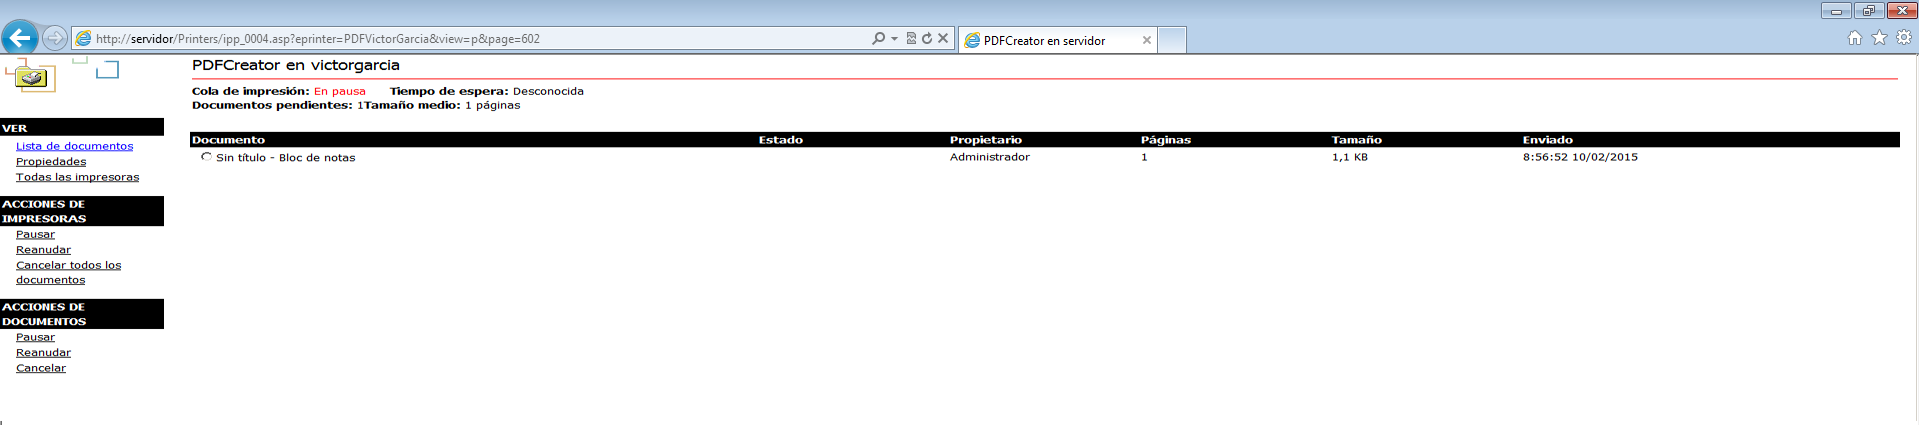 http://servidor/Printers/ipp_0004.asp?eprinter=PDFVictorGarcia&view=p&page=602
PDFCreator en servidor
PDFCreator en victorgarcia
Cola de impresión: En pausa Tiempo de espera: Desconocida
Documentos pendientes: 1Tamaño medio: 1 páginas
VER
Lista de documentos
Propiedades
Todas las impresoras
ACCIONES DE
IMPRESORAS
Pausar
Reanudar
Cancelar todos los
documentos
ACCIONES DE
DOCUMENTOS
Pausar
Reanudar
Cancelar
Documento Estado Propietario Páginas Tamaño Enviado
Sin título - Bloc de notas Administrador 1 1,1 KB 8:56:52 10/02/2015